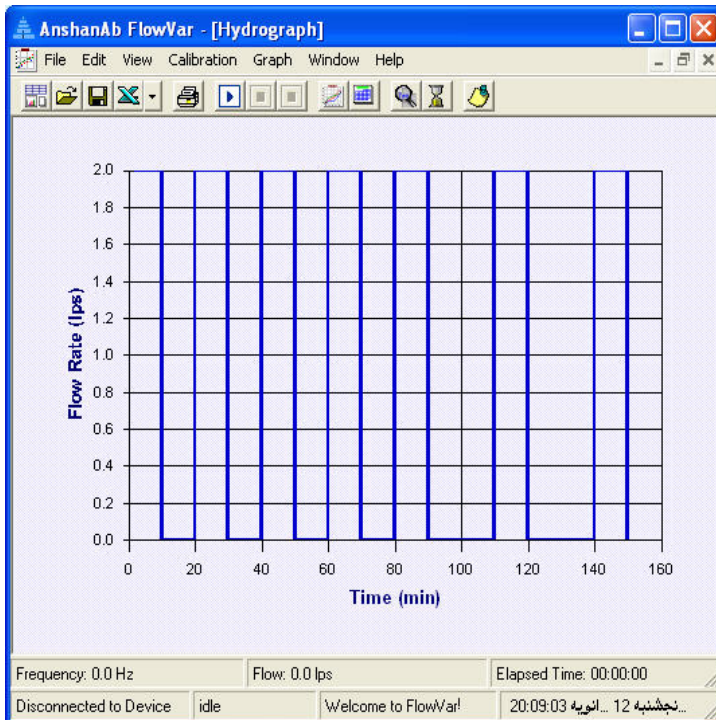 AnshanAb FlowVar - [Hydrograph]
File Edit View Calibration Graph Window Help
2.0
1.8
1.6
1.4
1.2
1.0
0.8
0.6
0.4
0.2
0.0
Flow Rate (lps)
0 20 40 60 80 100 120 140 160
Time (min)
Frequency: 0.0 Hz Flow: 0.0 lps Elapsed Time: 00:00:00
Disconnected to Device idle Welcome to FlowVar! 20:09:03 نجشنبه 12 ...انویه...